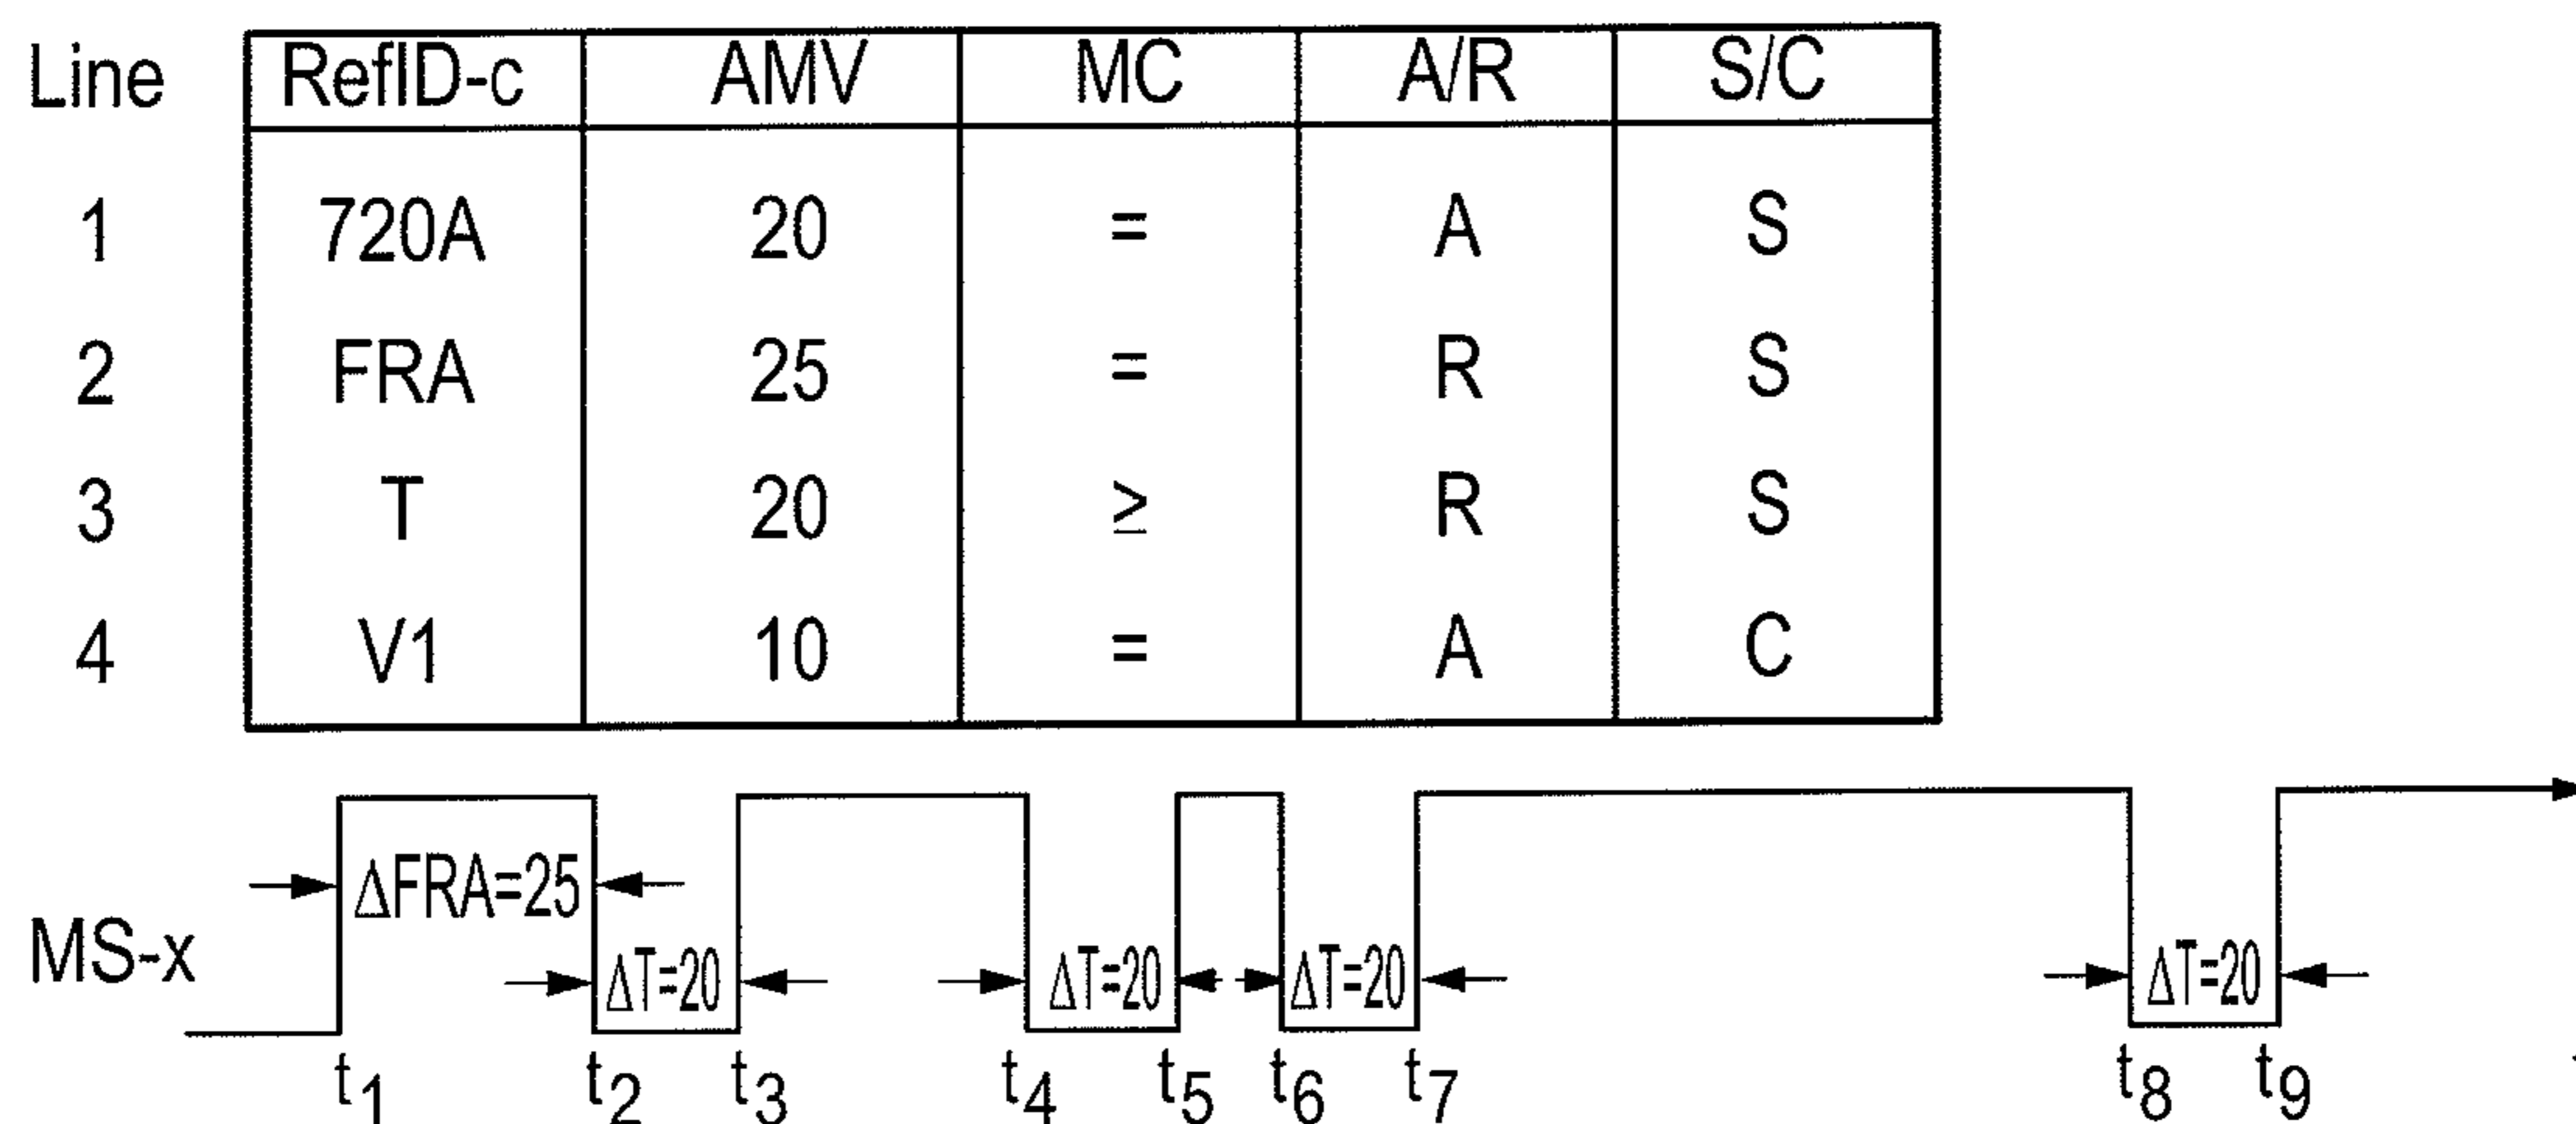 Line RefID-c AMV MC A/R S/C
1 720A 20 = A S
2 FRA 25 = R S
3 T 20 ≥ R S
4 V1 10 = A C
ΔFRA=25
MS-x ΔT=20 ΔT=20 ΔT=20 ΔT=20
t1 t2 t3 t4 t5 t6 t7 t8 t9